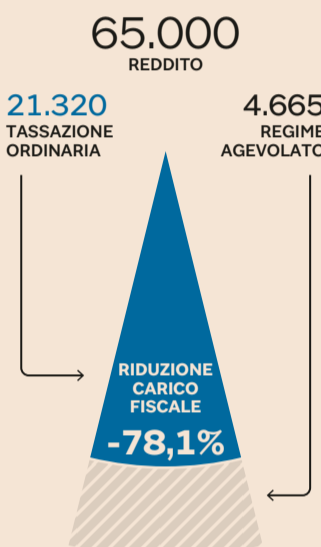 65.000
REDDITO
21.320
TASSAZIONE
ORDINARIA
4.665
REGIME
AGEVOLATO
RIDUZIONE
CARICO
FISCALE
-78,1%